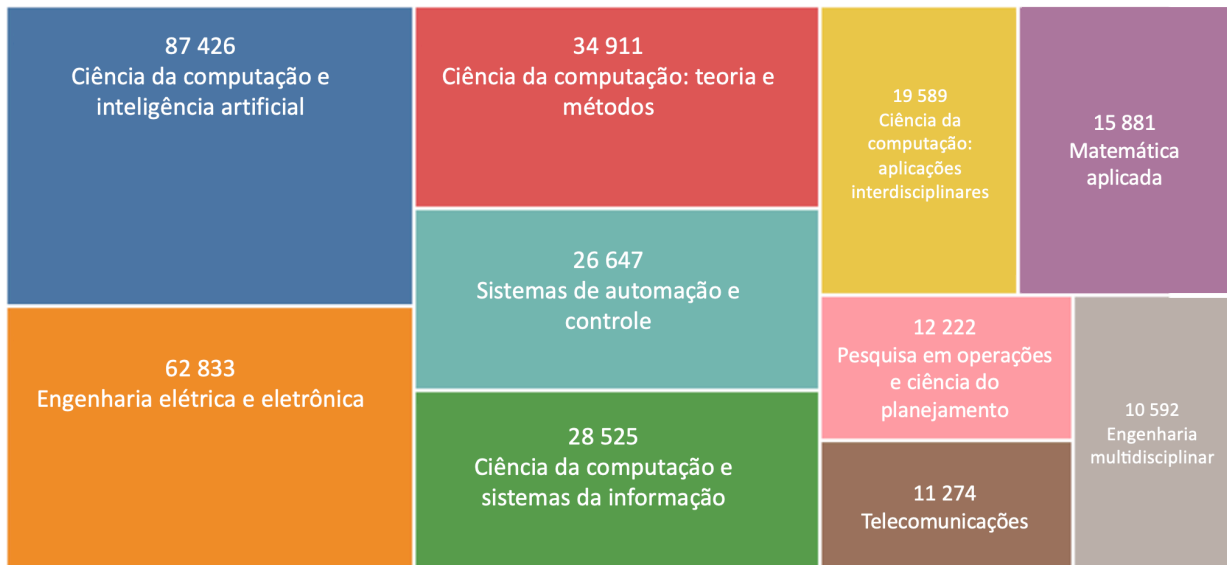 87 426
Ciência da computação e
inteligência artificial
62 833
Engenharia elétrica e eletrônica
34 911
Ciência da computação: teoria e
métodos
26 647
Sistemas de automação e
controle
28 525
Ciência da computação e
sistemas da informação
19 589
Ciência da
computação:
aplicações
interdisciplinares
15 881
Matemática
aplicada
12 222
Pesquisa em operações
e ciência do
planejamento
11 274
Telecomunicações
10 592
Engenharia
multidisciplinar